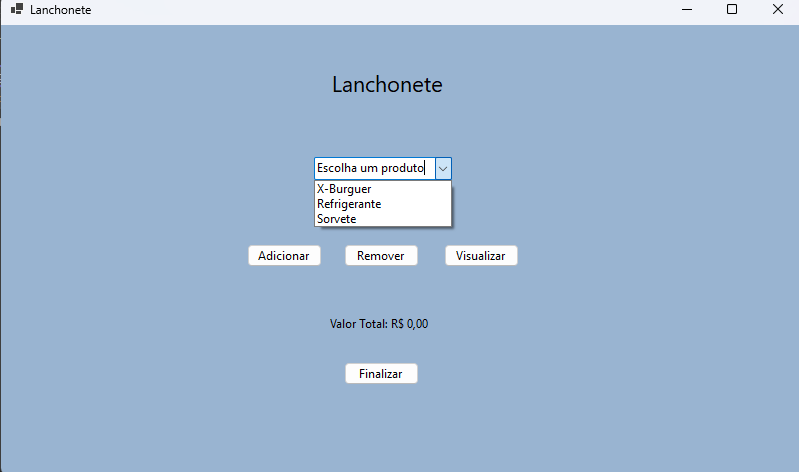 Lanchonete
Lanchonete
Escolha um produto
X-Burguer
Refrigerante
Sorvete
Adicionar Remover Visualizar
Valor Total: R$ 0,00
Finalizar